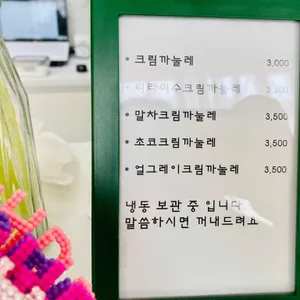 • 크림까눌레 3,000
• 티라미수크림까눌레 3,200
• 말차크림까눌레 3,500
• 초코크림까눌레 3,500
• 얼그레이크림까눌레 3,500
냉동 보관 중 입니다
말씀하시면 꺼내드려요